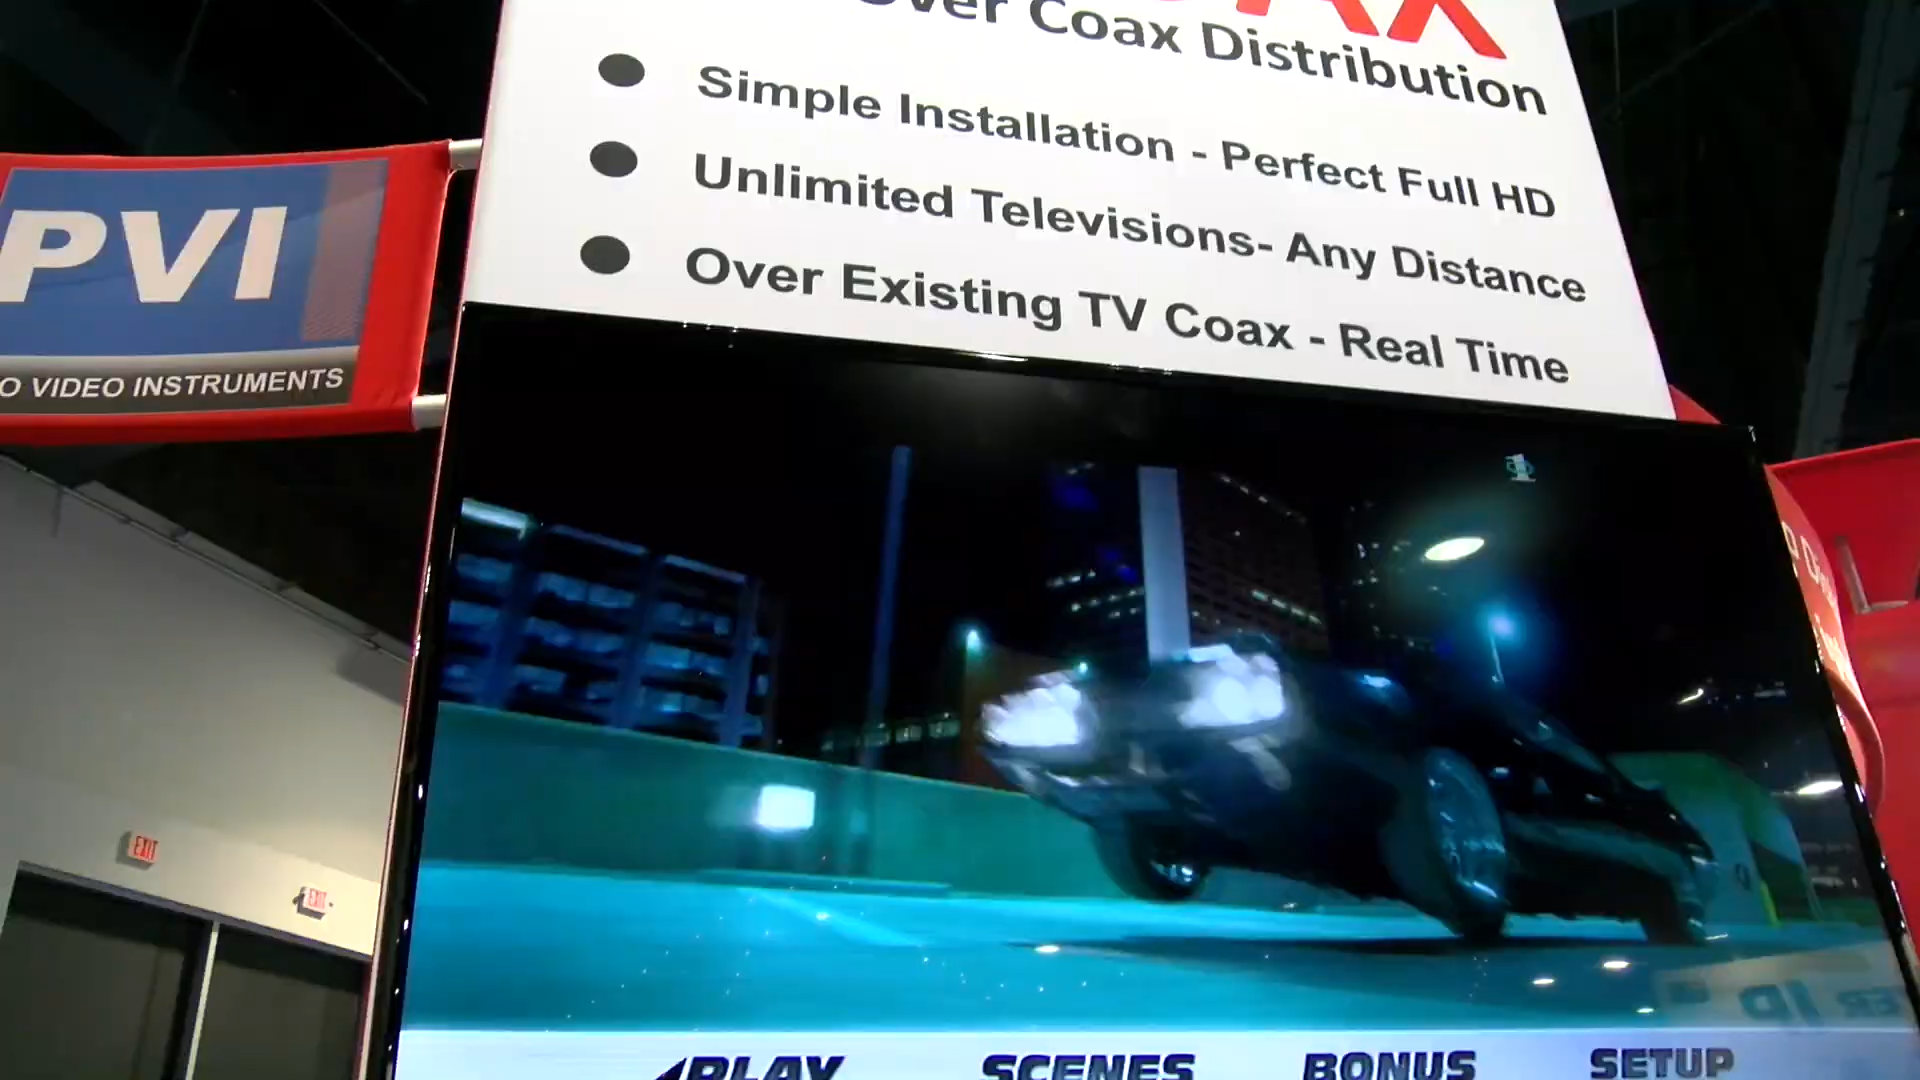 Over Coax Distribution
Simple Installation - Perfect Full HD
Unlimited Televisions- Any Distance
Over Existing TV Coax - Real Time
PVI
O VIDEO INSTRUMENTS
EXIT
EXIT
PLAY SCENES BONUS SETUP